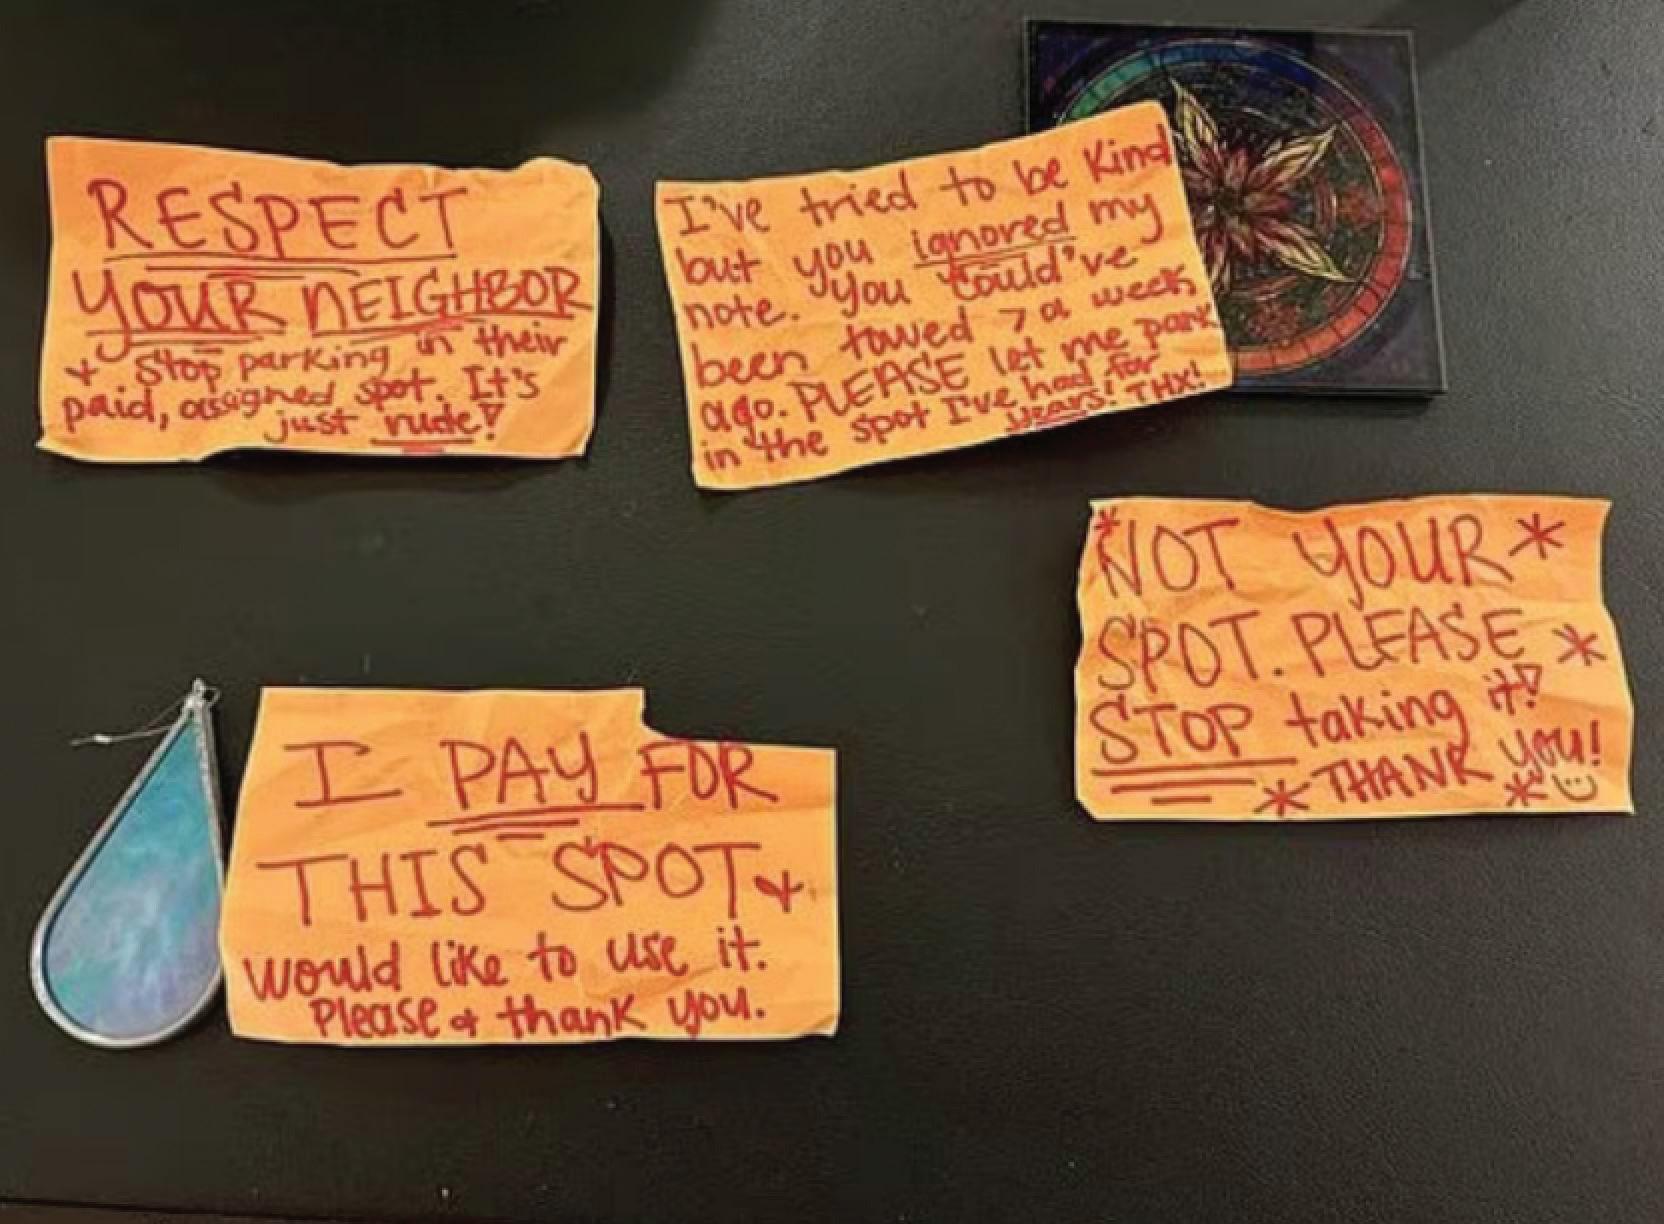 RESPECT
YOUR NEIGHBOR
+ Stop parking in their
paid, assigned spot. It's
just rude!
I've tried to be kind
but you ignored my
note. You could've
been towed > a week
ago. PLEASE let me park
in the spot I've had for
years! THX!
*NOT YOUR*
SPOT. PLEASE*
STOP taking it!
*THANK you!
*☺
I PAY FOR
THIS SPOT +
would like to use it.
Please + thank you.